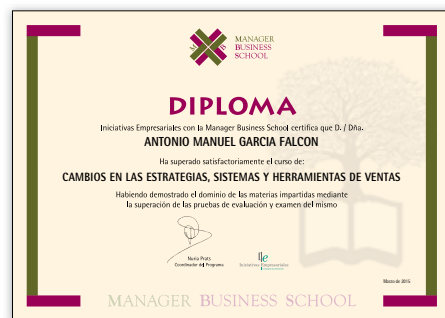 M B
MANAGER
BUSINESS
SCHOOL
DIPLOMA
Iniciativas Empresariales con la Manager Business School certifica que D. / Dña.
ANTONIO MANUEL GARCIA FALCON
Ha superado satisfactoriamente el curso de:
CAMBIOS EN LAS ESTRATEGIAS, SISTEMAS Y HERRAMIENTAS DE VENTAS
Habiendo demostrado el dominio de las materias impartidas mediante
la superación de las pruebas de evaluación y examen del mismo
Nuria Prats
Coordinador del Programa
Iniciativas Empresariales
Marzo de 2015
MANAGER BUSINESS SCHOOL